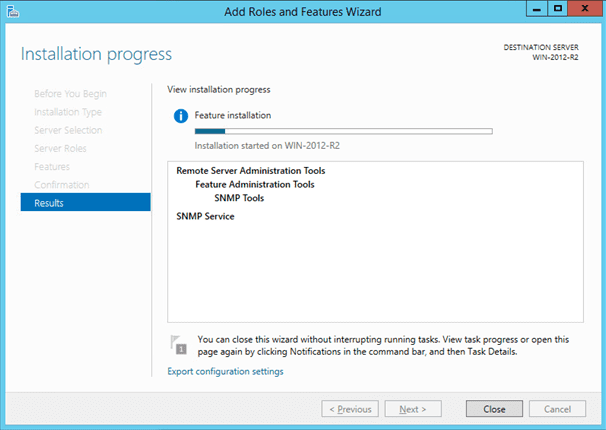 Add Roles and Features Wizard
Installation progress
DESTINATION SERVER
WIN-2012-R2
Before You Begin
Installation Type
Server Selection
Server Roles
Features
Confirmation
Results
View installation progress
Feature installation
Installation started on WIN-2012-R2
Remote Server Administration Tools
Feature Administration Tools
SNMP Tools
SNMP Service
1
You can close this wizard without interrupting running tasks. View task progress or open this
page again by clicking Notifications in the command bar, and then Task Details.
Export configuration settings
< Previous
Next >
Close
Cancel